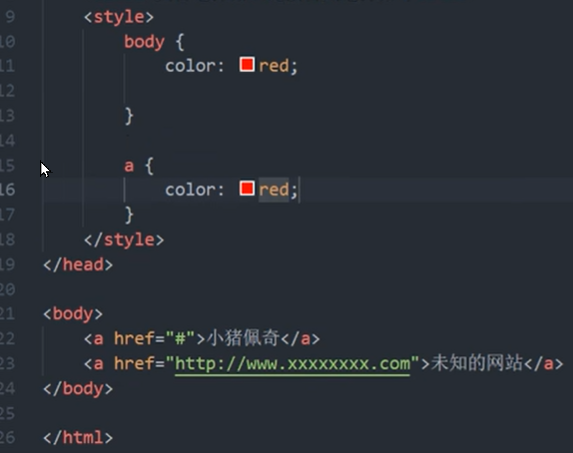 9 <style>
10 body {
11 color: red;
12
13 }
14
15 a {
16 color: red;
17 }
18 </style>
19 </head>
20
21 <body>
22 <a href="#">小猪佩奇</a>
23 <a href="http://www.xxxxxxxx.com">未知的网站</a>
24 </body>
25
26 </html>